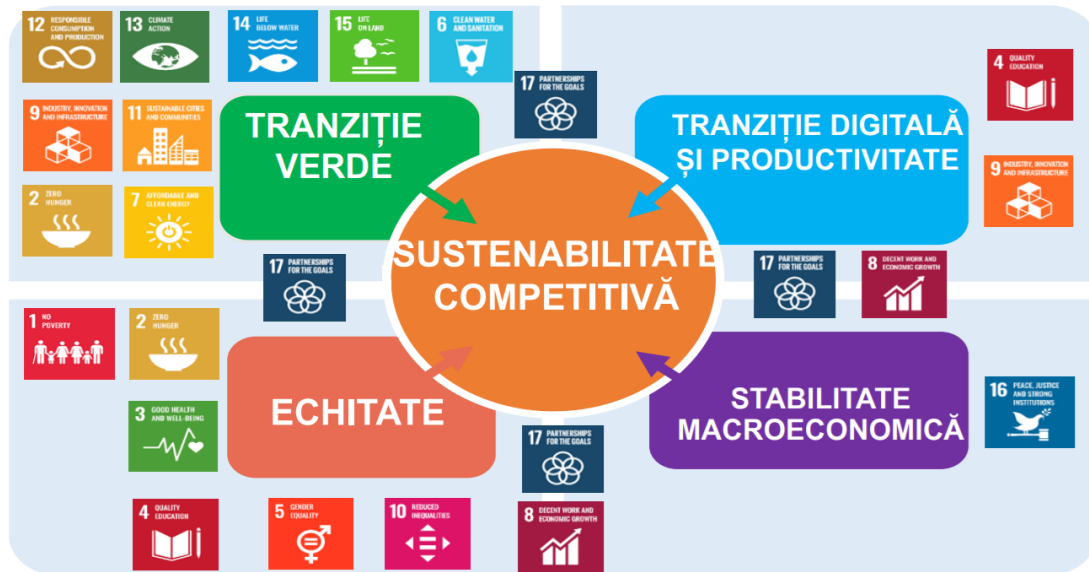 12 RESPONSIBLE
CONSUMPTION
AND PRODUCTION
13 CLIMATE
ACTION
14 LIFE
BELOW WATER
15 LIFE
ON LAND
6 CLEAN WATER
AND SANITATION
17 PARTNERSHIPS
FOR THE GOALS
4 QUALITY
EDUCATION
9 INDUSTRY, INNOVATION
AND INFRASTRUCTURE
11 SUSTAINABLE CITIES
AND COMMUNITIES
TRANZIȚIE
VERDE
TRANZIȚIE DIGITALĂ
ȘI PRODUCTIVITATE
9 INDUSTRY, INNOVATION
AND INFRASTRUCTURE
2 ZERO
HUNGER
7 AFFORDABLE AND
CLEAN ENERGY
SUSTENABILITATE
COMPETITIVĂ
17 PARTNERSHIPS
FOR THE GOALS
17 PARTNERSHIPS
FOR THE GOALS
8 DECENT WORK AND
ECONOMIC GROWTH
1 NO
POVERTY
2 ZERO
HUNGER
3 GOOD HEALTH
AND WELL-BEING
ECHITATE
STABILITATE
MACROECONOMICĂ
16 PEACE, JUSTICE
AND STRONG
INSTITUTIONS
17 PARTNERSHIPS
FOR THE GOALS
4 QUALITY
EDUCATION
5 GENDER
EQUALITY
10 REDUCED
INEQUALITIES
8 DECENT WORK AND
ECONOMIC GROWTH